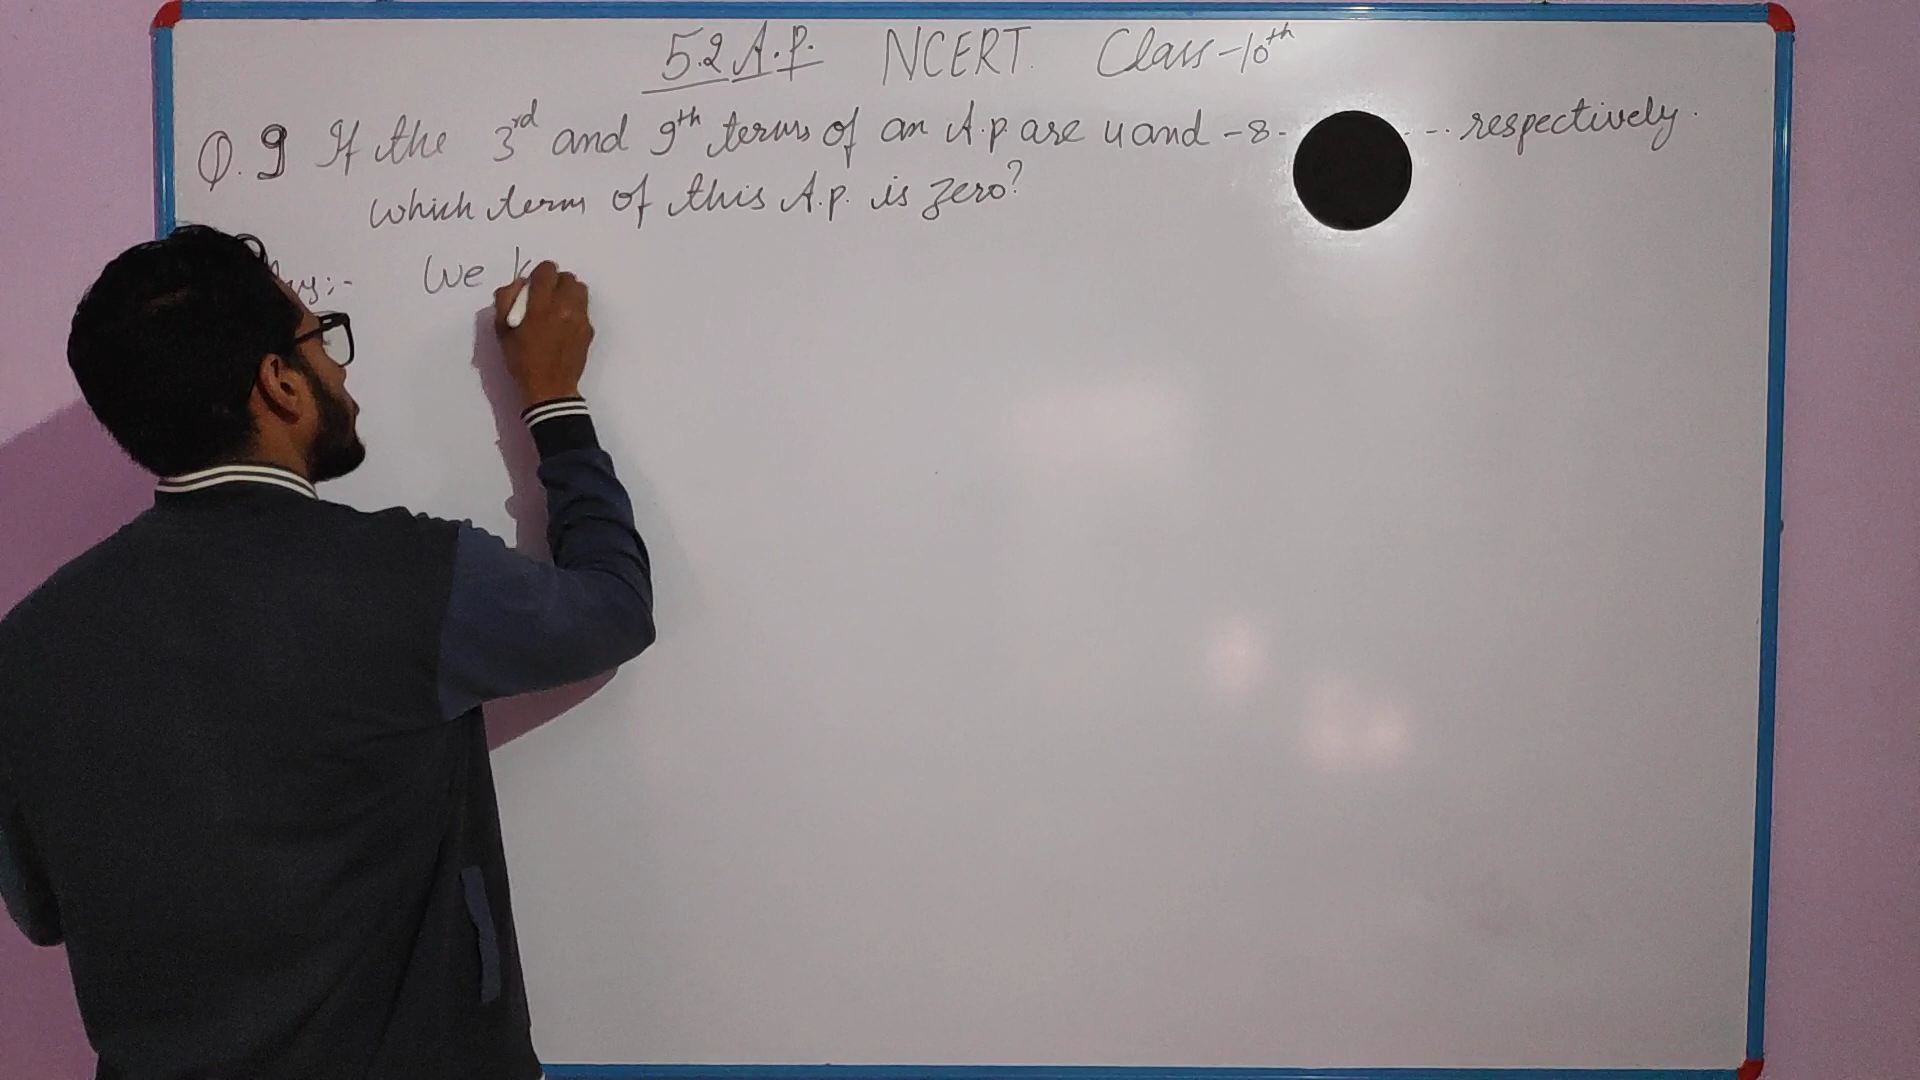 5.2 A.P. NCERT. Class-10th
Q.9 If the 3rd and 9th terms of an A.p are 4 and -8- -- respectively.
which term of this A.p. is zero?
We